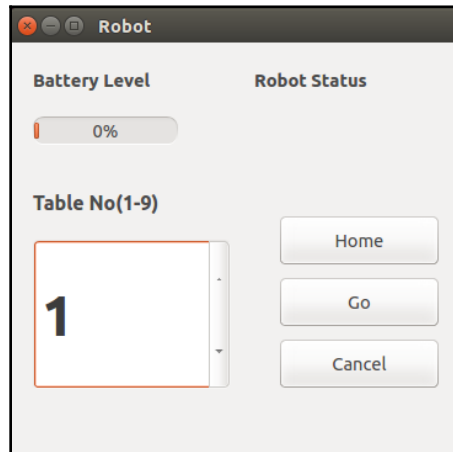 Robot
Battery Level
Robot Status
0%
Table No(1-9)
1
Home
Go
Cancel